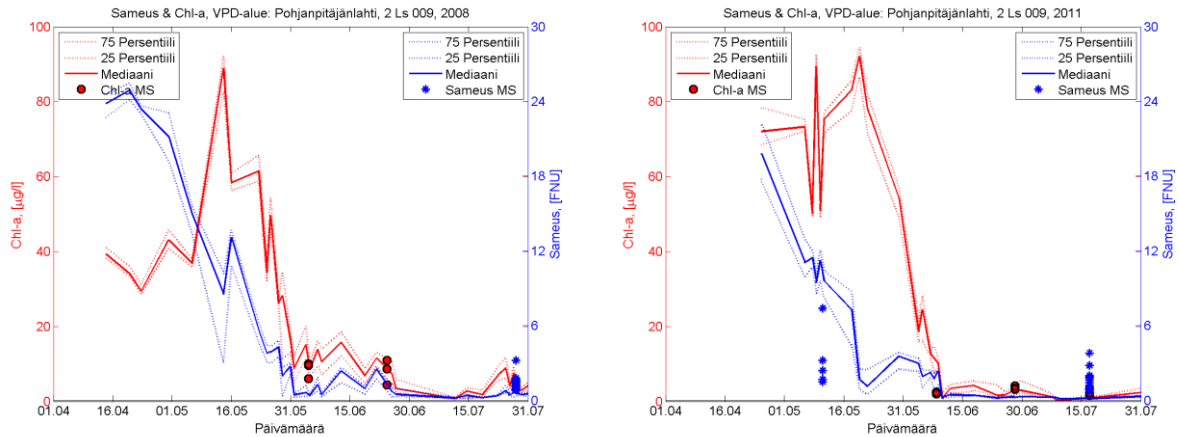 Sameus & Chl-a, VPD-alue: Pohjanpitäjänlahti, 2 Ls 009, 2008
100
80
60
40
20
0
Chl-a, [µg/l]
75 Persentiili
25 Persentiili
Mediaani
Chl-a MS
75 Persentiili
25 Persentiili
Mediaani
Sameus MS
30
24
18
12
6
0
Sameus, [FNU]
01.04 16.04 01.05 16.05 31.05 15.06 30.06 15.07 31.07
Päivämäärä
Sameus & Chl-a, VPD-alue: Pohjanpitäjänlahti, 2 Ls 009, 2011
100
80
60
40
20
0
Chl-a, [µg/l]
75 Persentiili
25 Persentiili
Mediaani
Chl-a MS
75 Persentiili
25 Persentiili
Mediaani
Sameus MS
30
24
18
12
6
0
Sameus, [FNU]
01.04 16.04 01.05 16.05 31.05 15.06 30.06 15.07 31.07
Päivämäärä